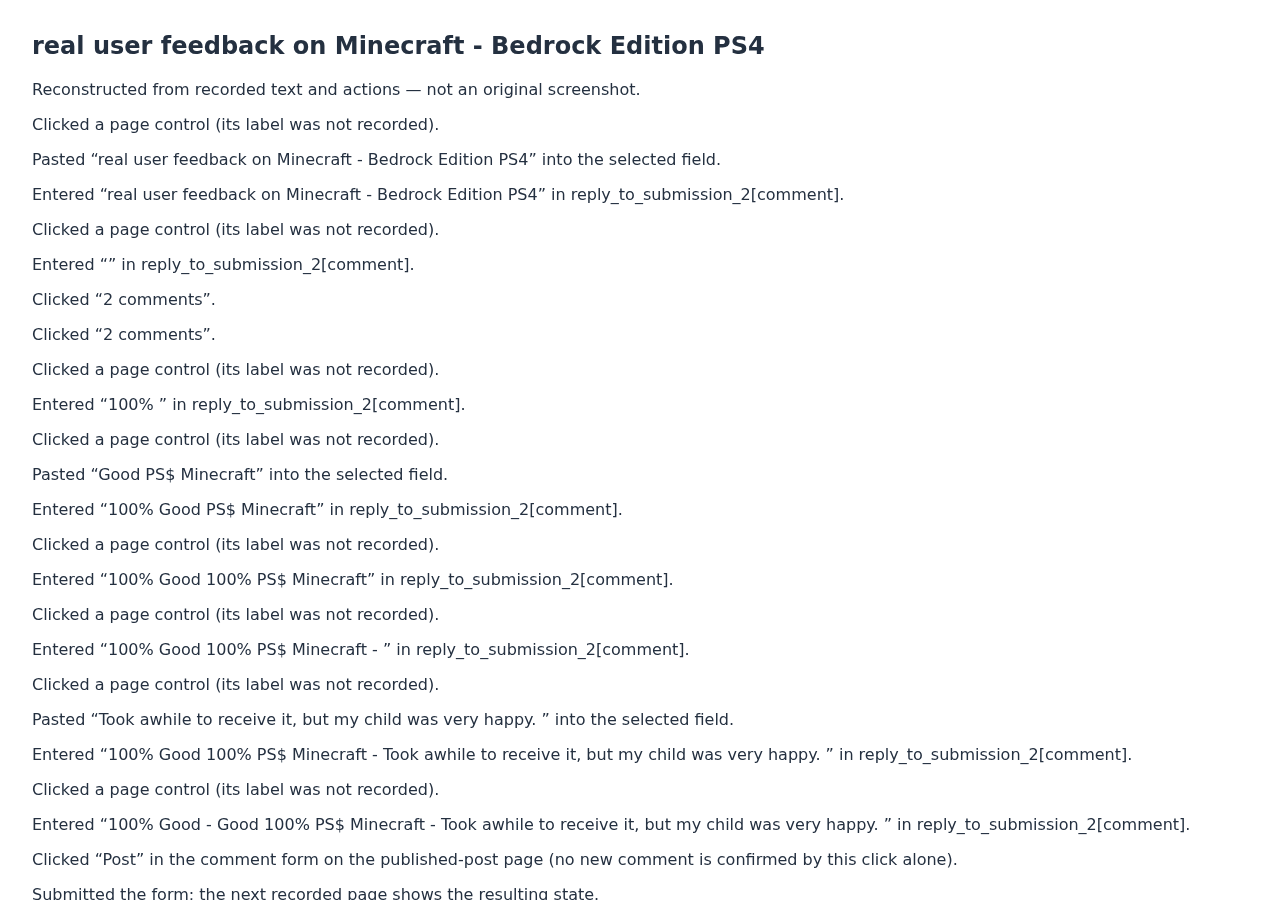 real user feedback on Minecraft - Bedrock Edition PS4
Reconstructed from recorded text and actions — not an original screenshot.
Clicked a page control (its label was not recorded).
Pasted “real user feedback on Minecraft - Bedrock Edition PS4” into the selected field.
Entered “real user feedback on Minecraft - Bedrock Edition PS4” in reply_to_submission_2[comment].
Clicked a page control (its label was not recorded).
Entered “” in reply_to_submission_2[comment].
Clicked “2 comments”.
Clicked “2 comments”.
Clicked a page control (its label was not recorded).
Entered “100% ” in reply_to_submission_2[comment].
Clicked a page control (its label was not recorded).
Pasted “Good PS$ Minecraft” into the selected field.
Entered “100% Good PS$ Minecraft” in reply_to_submission_2[comment].
Clicked a page control (its label was not recorded).
Entered “100% Good 100% PS$ Minecraft” in reply_to_submission_2[comment].
Clicked a page control (its label was not recorded).
Entered “100% Good 100% PS$ Minecraft - ” in reply_to_submission_2[comment].
Clicked a page control (its label was not recorded).
Pasted “Took awhile to receive it, but my child was very happy. ” into the selected field.
Entered “100% Good 100% PS$ Minecraft - Took awhile to receive it, but my child was very happy. ” in reply_to_submission_2[comment].
Clicked a page control (its label was not recorded).
Entered “100% Good - Good 100% PS$ Minecraft - Took awhile to receive it, but my child was very happy. ” in reply_to_submission_2[comment].
Clicked “Post” in the comment form on the published-post page (no new comment is confirmed by this click alone).
Submitted the form; the next recorded page shows the resulting state.